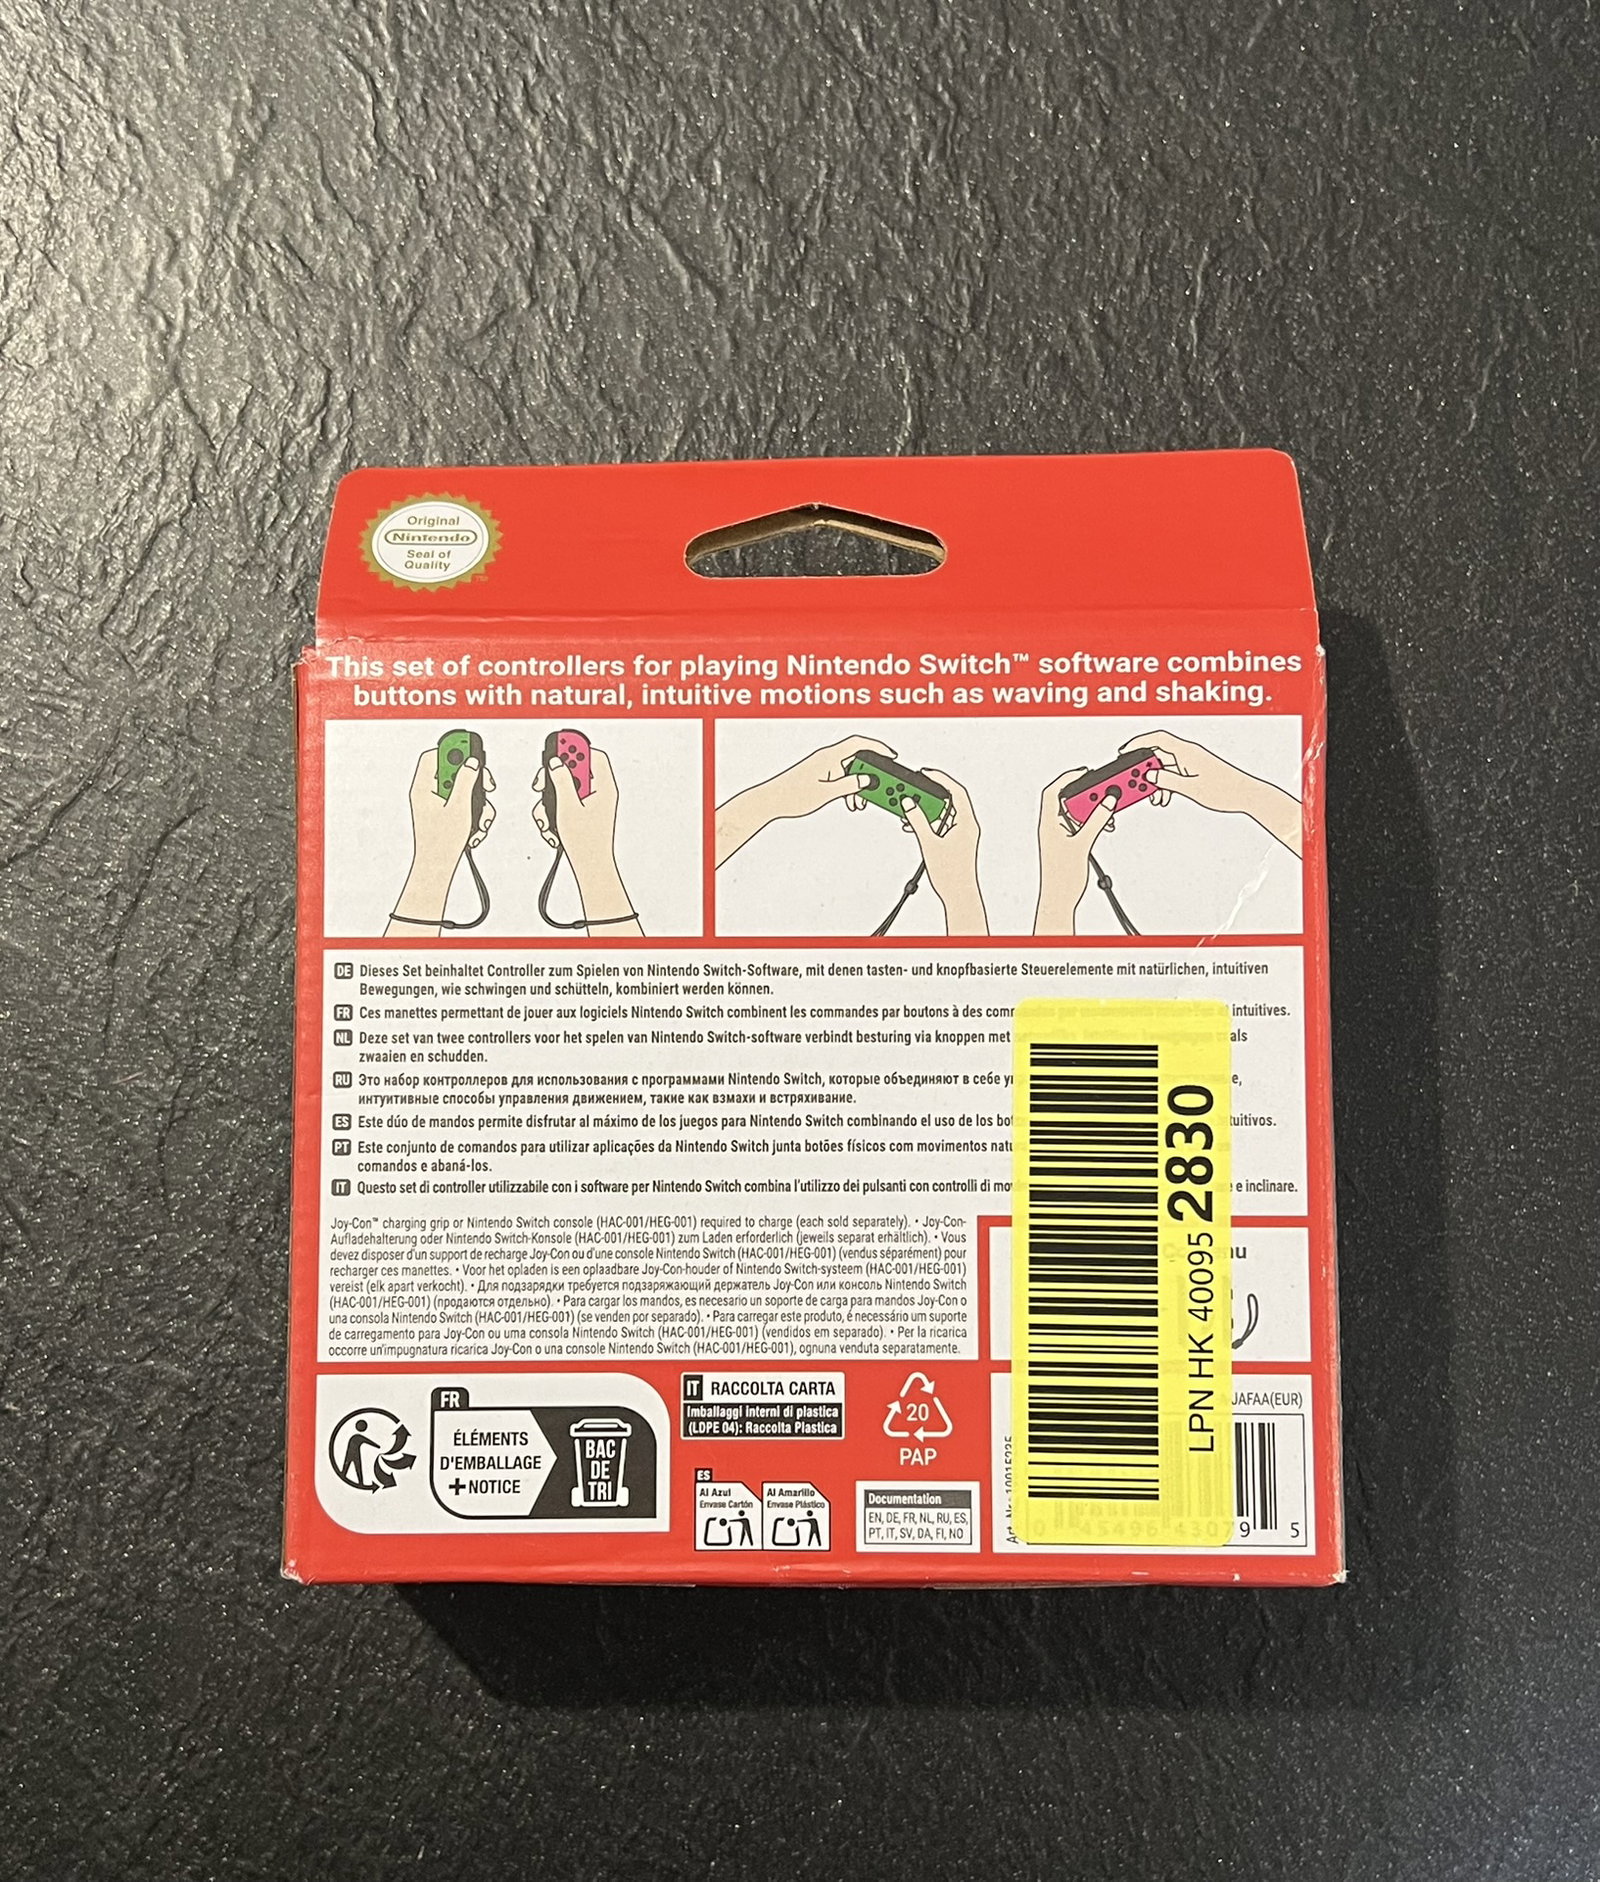 Original
Nintendo
Seal of
Quality
This set of controllers for playing Nintendo Switch™ software combines
buttons with natural, intuitive motions such as waving and shaking.
DE Dieses Set beinhaltet Controller zum Spielen von Nintendo Switch-Software, mit denen tasten- und knopfbasierte Steuerelemente mit natürlichen, intuitiven
Bewegungen, wie schwingen und schütteln, kombiniert werden können.
FR Ces manettes permettant de jouer aux logiciels Nintendo Switch combinent les commandes par boutons à des intuitives.
NL Deze set van twee controllers voor het spelen van Nintendo Switch-software verbindt besturing via knoppen met
zwaaien en schudden.
RU Это набор контроллеров для использования с программами Nintendo Switch, которые объединяют в себе
интуитивные способы управления движением, такие как взмахи и встряхивание.
ES Este dúo de mandos permite disfrutar al máximo de los juegos para Nintendo Switch combinando el uso de los
PT Este conjunto de comandos para utilizar aplicações da Nintendo Switch junta botões físicos com movimentos
comandos e abaná-los.
IT Questo set di controller utilizzabile con i software per Nintendo Switch combina l'utilizzo dei pulsanti con controlli di e inclinare.
Joy-Con™ charging grip or Nintendo Switch console (HAC-001/HEG-001) required to charge (each sold separately). • Joy-Con-
Aufladehalterung oder Nintendo Switch-Konsole (HAC-001/HEG-001) zum Laden erforderlich (jeweils separat erhältlich). • Vous
devez disposer d'un support de recharge Joy-Con ou d'une console Nintendo Switch (HAC-001/HEG-001) (vendus séparément) pour
recharger ces manettes. • Voor het opladen is een oplaadbare Joy-Con-houder of Nintendo Switch-systeem (HAC-001/HEG-001)
vereist (elk apart verkocht). • Для подзарядки требуется подзаряжающий держатель Joy-Con или консоль Nintendo Switch
(HAC-001/HEG-001) (продаются отдельно). • Para cargar los mandos, es necesario un soporte de carga para mandos Joy-Con o
una consola Nintendo Switch (HAC-001/HEG-001) (se venden por separado). • Para carregar este produto, é necessário um suporte
de carregamento para Joy-Con ou uma consola Nintendo Switch (HAC-001/HEG-001) (vendidos em separado). • Per la ricarica
occorre un'impugnatura ricarica Joy-Con o una console Nintendo Switch (HAC-001/HEG-001), ognuna venduta separatamente.
LPN HK 40095 2830
FR
ÉLÉMENTS
D'EMBALLAGE
+ NOTICE
BAC
DE
TRI
IT RACCOLTA CARTA
Imballaggi interni di plastica
(LDPE 04): Raccolta Plastica
20
PAP
ES
Al Azul
Envase Cartón
Al Amarillo
Envase Plástico
Documentation
EN, DE, FR, NL, RU, ES,
PT, IT, SV, DA, FI, NO
JAFAA(EUR)
0 45496 43079 5